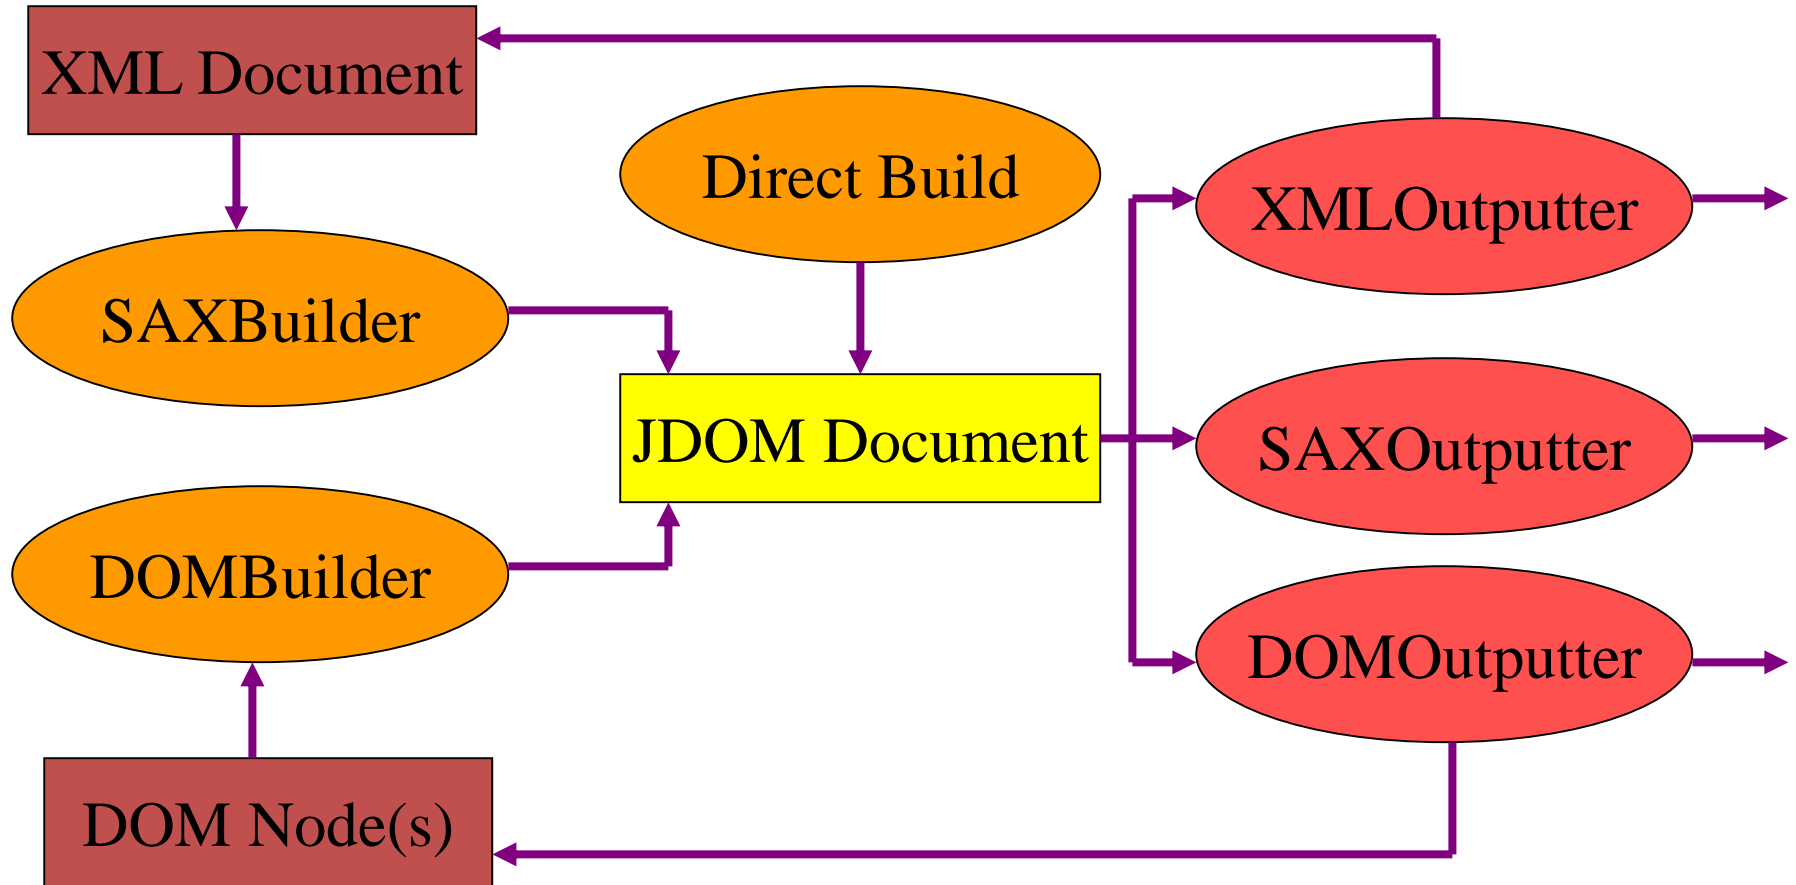 XML Document
Direct Build
XMLOutputter
SAXBuilder
JDOM Document
SAXOutputter
DOMBuilder
DOMOutputter
DOM Node(s)